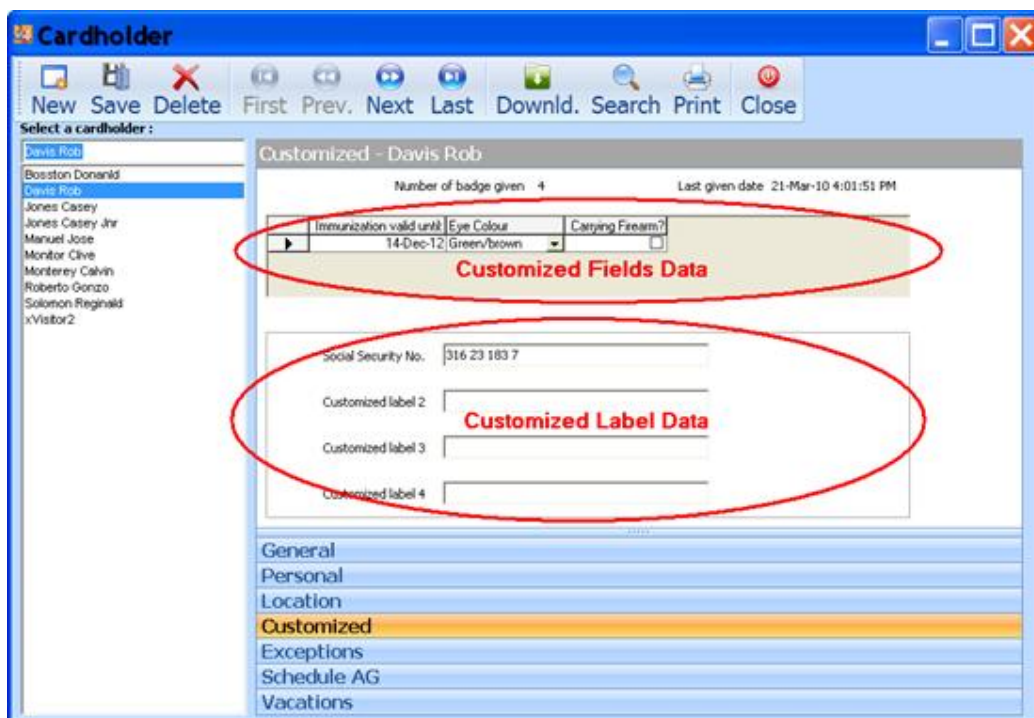 Cardholder
New Save Delete First Prev. Next Last Downld. Search Print Close
Select a cardholder :
Davis Rob
Bosston Donanld
Davis Rob
Jones Casey
Jones Casey Jnr
Manuel Jose
Monitor Clive
Monterey Calvin
Roberto Gonzo
Solomon Reginald
xVisitor2
Customized - Davis Rob
Number of badge given 4 Last given date 21-Mar-10 4:01:51 PM
Immunization valid until: Eye Colour Carrying Firearm?
14-Dec-12 Green/brown
Customized Fields Data
Social Security No. 316 23 183 7
Customized label 2
Customized Label Data
Customized label 3
Customized label 4
General
Personal
Location
Customized
Exceptions
Schedule AG
Vacations